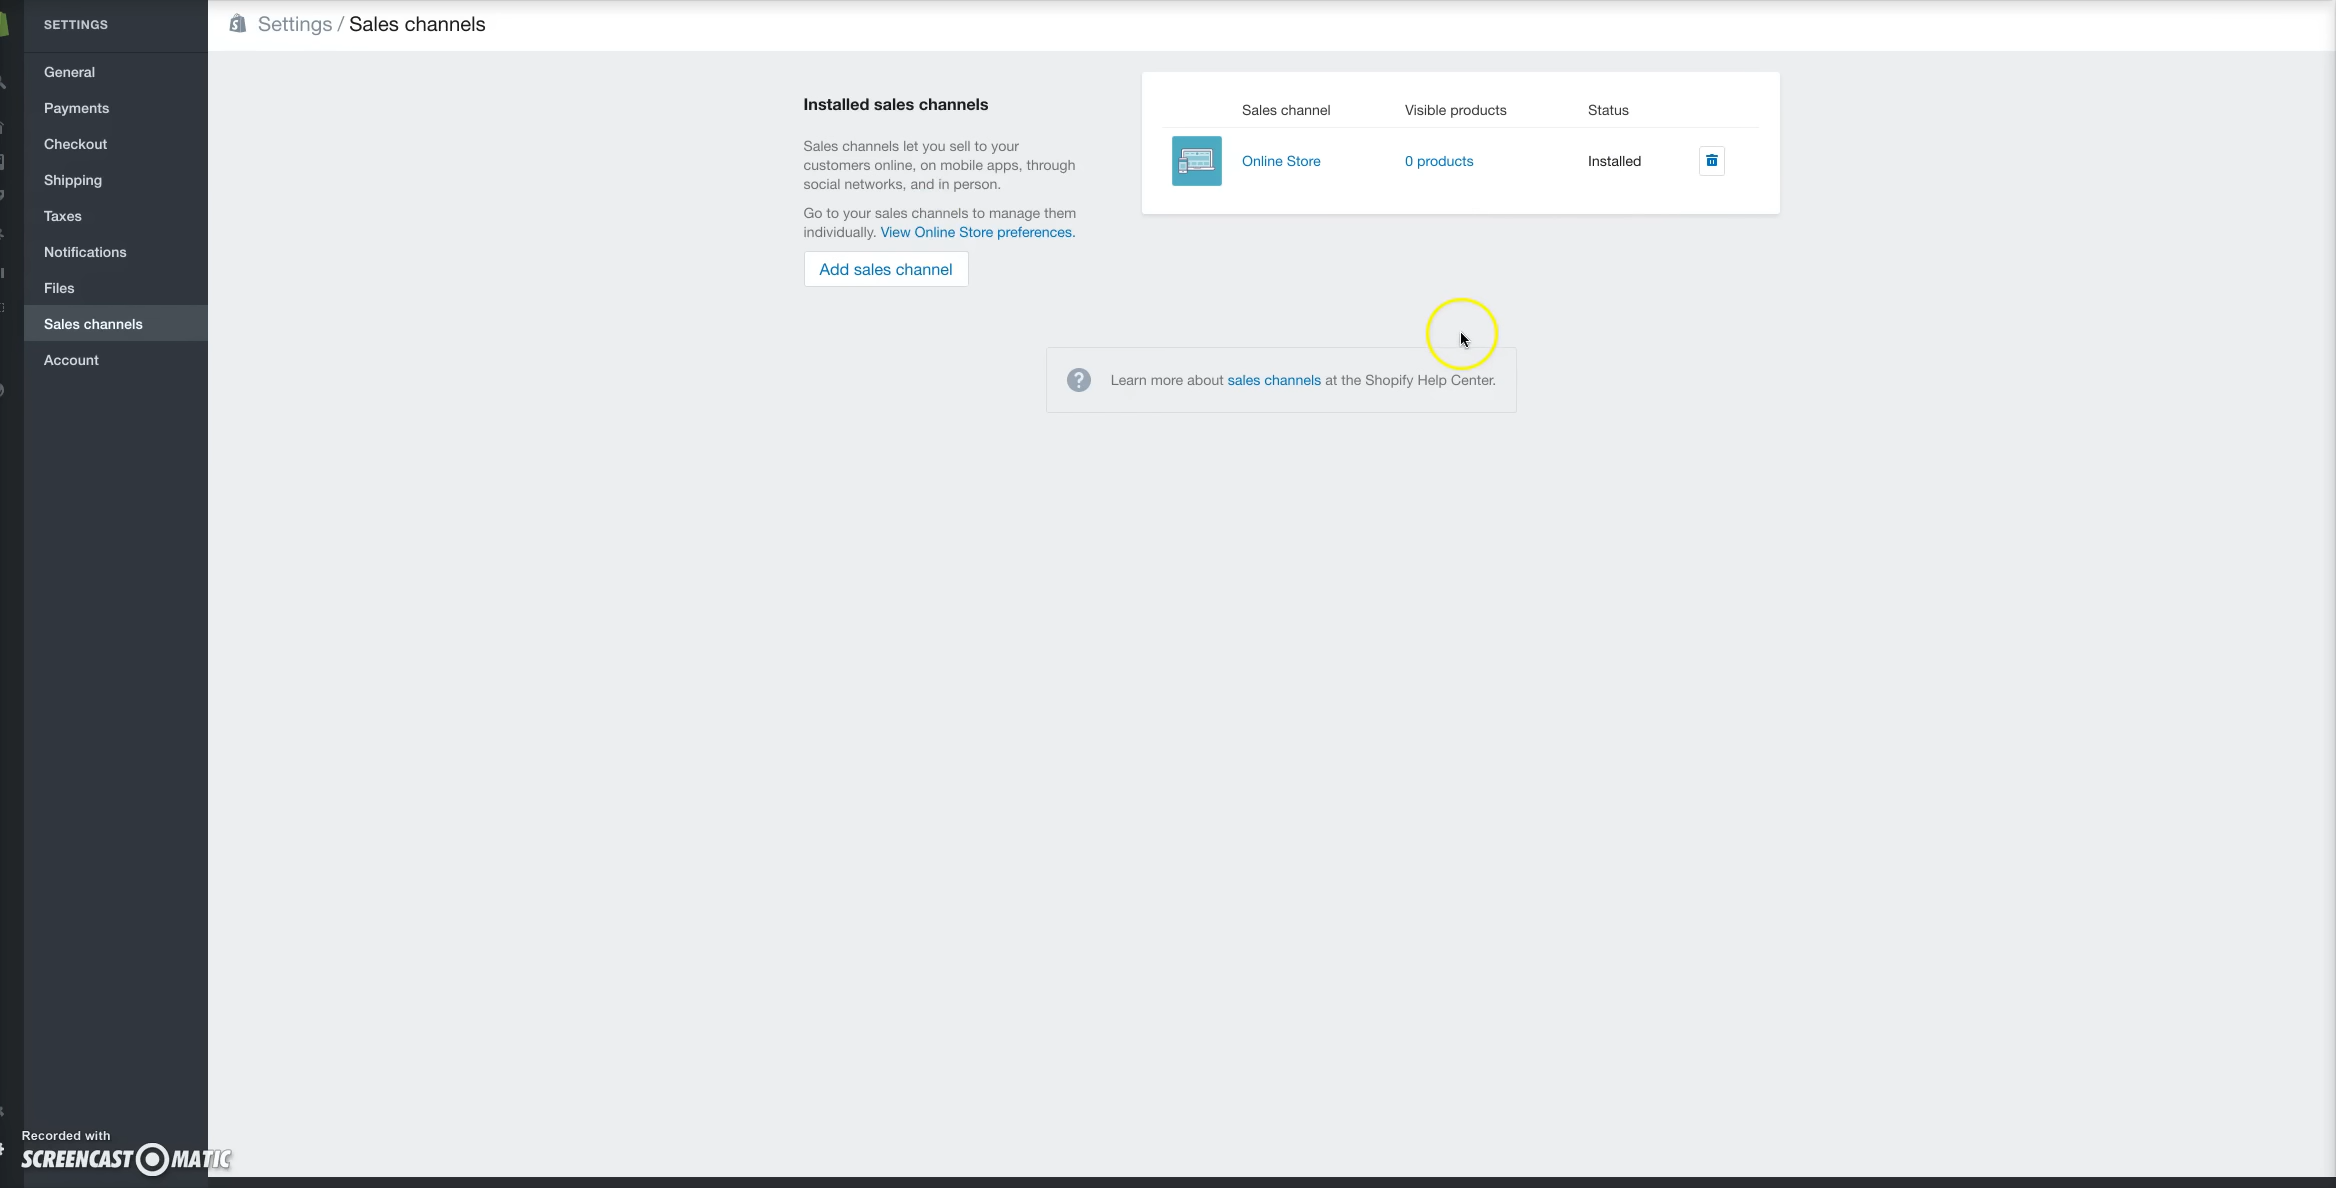 SETTINGS
General
Payments
Checkout
Shipping
Taxes
Notifications
Files
Sales channels
Account
Settings / Sales channels
Installed sales channels
Sales channels let you sell to your
customers online, on mobile apps, through
social networks, and in person.
Go to your sales channels to manage them
individually. View Online Store preferences.
Add sales channel
Sales channel Visible products Status
Online Store 0 products Installed
? Learn more about sales channels at the Shopify Help Center.
Recorded with
SCREENCAST MATIC